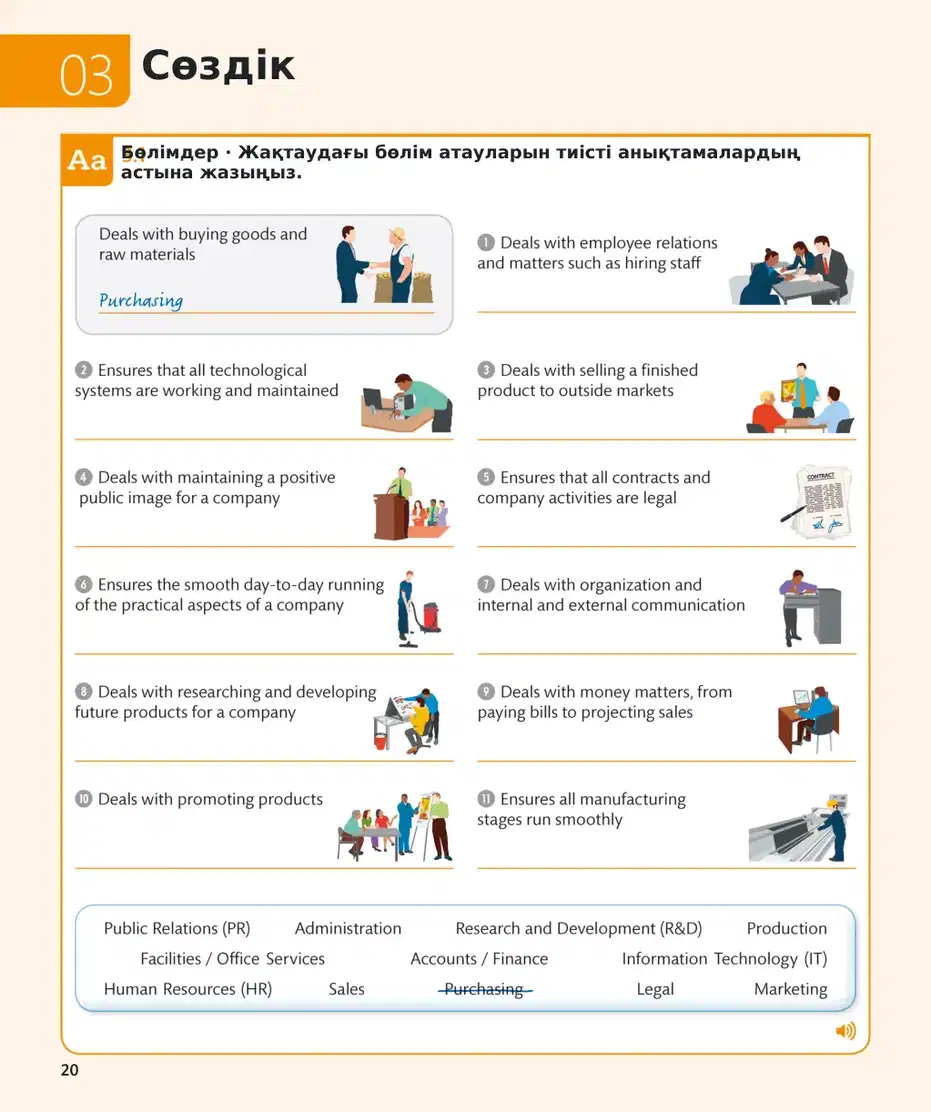 03
Сөздік
Aa
Бөлімдер · Жақтаудағы бөлім атауларын тиісті анықтамалардың
астына жазыңыз.
Deals with buying goods and
raw materials
Purchasing
1 Deals with employee relations
and matters such as hiring staff
2 Ensures that all technological
systems are working and maintained
3 Deals with selling a finished
product to outside markets
4 Deals with maintaining a positive
public image for a company
5 Ensures that all contracts and
company activities are legal
CONTRACT
6 Ensures the smooth day-to-day running
of the practical aspects of a company
7 Deals with organization and
internal and external communication
8 Deals with researching and developing
future products for a company
9 Deals with money matters, from
paying bills to projecting sales
10 Deals with promoting products
11 Ensures all manufacturing
stages run smoothly
Public Relations (PR) Administration Research and Development (R&D) Production
Facilities / Office Services Accounts / Finance Information Technology (IT)
Human Resources (HR) Sales Purchasing Legal Marketing
20